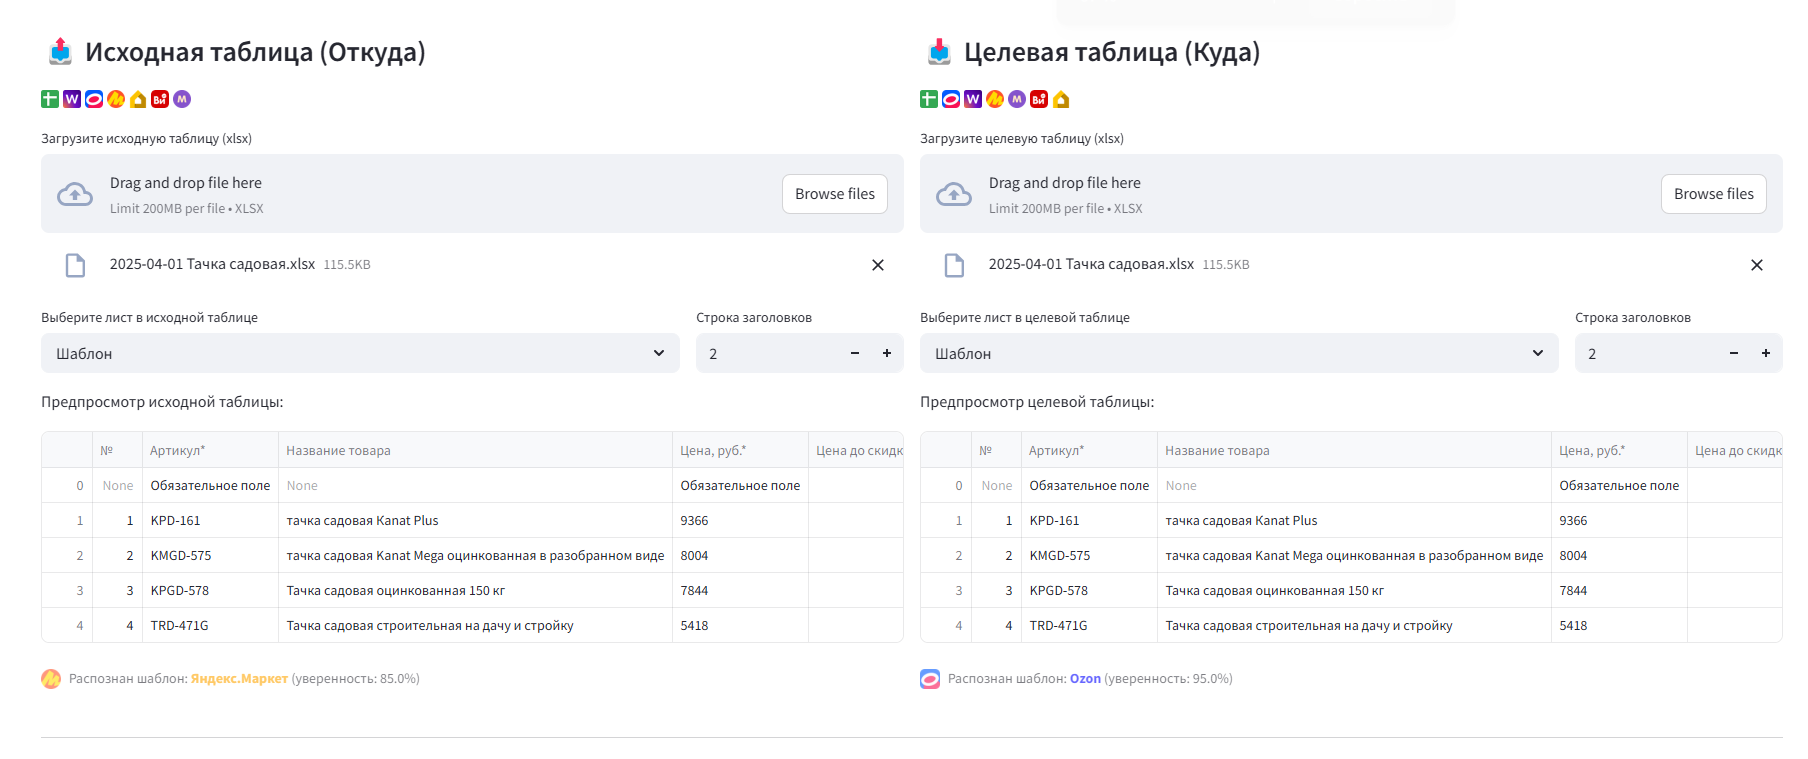 Исходная таблица (Откуда)
Загрузите исходную таблицу (xlsx)
Drag and drop file here
Limit 200MB per file • XLSX
Browse files
2025-04-01 Тачка садовая.xlsx 115.5KB
Выберите лист в исходной таблице
Строка заголовков
Шаблон
2
Предпросмотр исходной таблицы:
№ Артикул* Название товара Цена, руб.* Цена до скидк
0 None Обязательное поле None Обязательное поле
1 1 KPD-161 тачка садовая Kanat Plus 9366
2 2 KMGD-575 тачка садовая Kanat Mega оцинкованная в разобранном виде 8004
3 3 KPGD-578 Тачка садовая оцинкованная 150 кг 7844
4 4 TRD-471G Тачка садовая строительная на дачу и стройку 5418
Распознан шаблон: Яндекс.Маркет (уверенность: 85.0%)
Целевая таблица (Куда)
Загрузите целевую таблицу (xlsx)
Drag and drop file here
Limit 200MB per file • XLSX
Browse files
2025-04-01 Тачка садовая.xlsx 115.5KB
Выберите лист в целевой таблице
Строка заголовков
Шаблон
2
Предпросмотр целевой таблицы:
№ Артикул* Название товара Цена, руб.* Цена до скидк
0 None Обязательное поле None Обязательное поле
1 1 KPD-161 тачка садовая Kanat Plus 9366
2 2 KMGD-575 тачка садовая Kanat Mega оцинкованная в разобранном виде 8004
3 3 KPGD-578 Тачка садовая оцинкованная 150 кг 7844
4 4 TRD-471G Тачка садовая строительная на дачу и стройку 5418
Распознан шаблон: Ozon (уверенность: 95.0%)